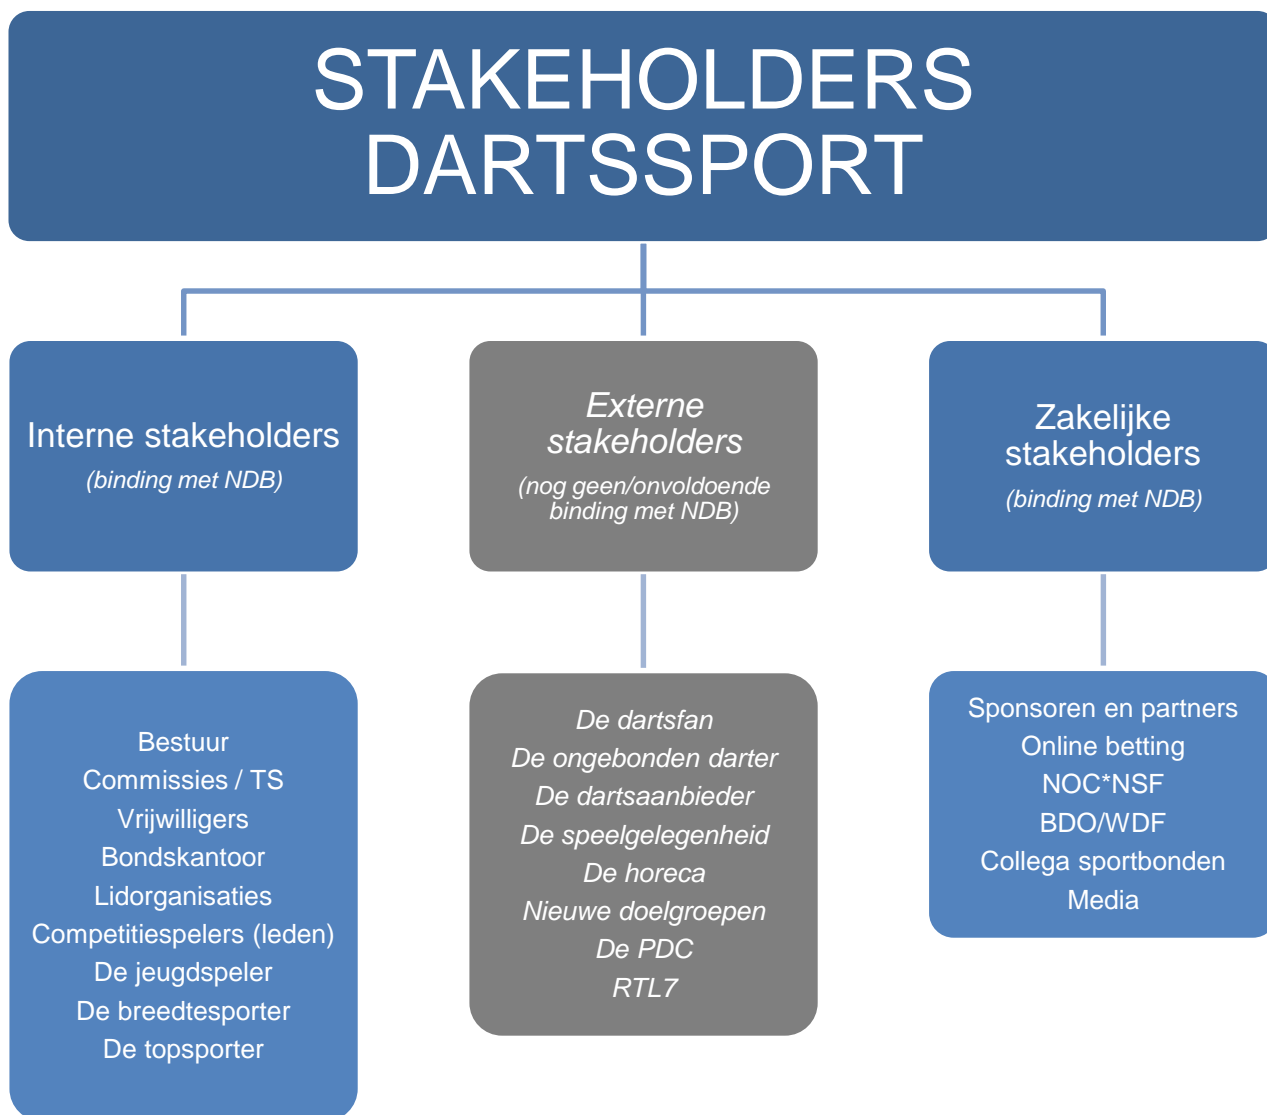 STAKEHOLDERS
DARTSSPORT
Interne stakeholders
(binding met NDB)
Externe
stakeholders
(nog geen/onvoldoende
binding met NDB)
Zakelijke
stakeholders
(binding met NDB)
Bestuur
Commissies / TS
Vrijwilligers
Bondskantoor
Lidorganisaties
Competitiespelers (leden)
De jeugdspeler
De breedtesporter
De topsporter
De dartsfan
De ongebonden darter
De dartsaanbieder
De speelgelegenheid
De horeca
Nieuwe doelgroepen
De PDC
RTL7
Sponsoren en partners
Online betting
NOC*NSF
BDO/WDF
Collega sportbonden
Media